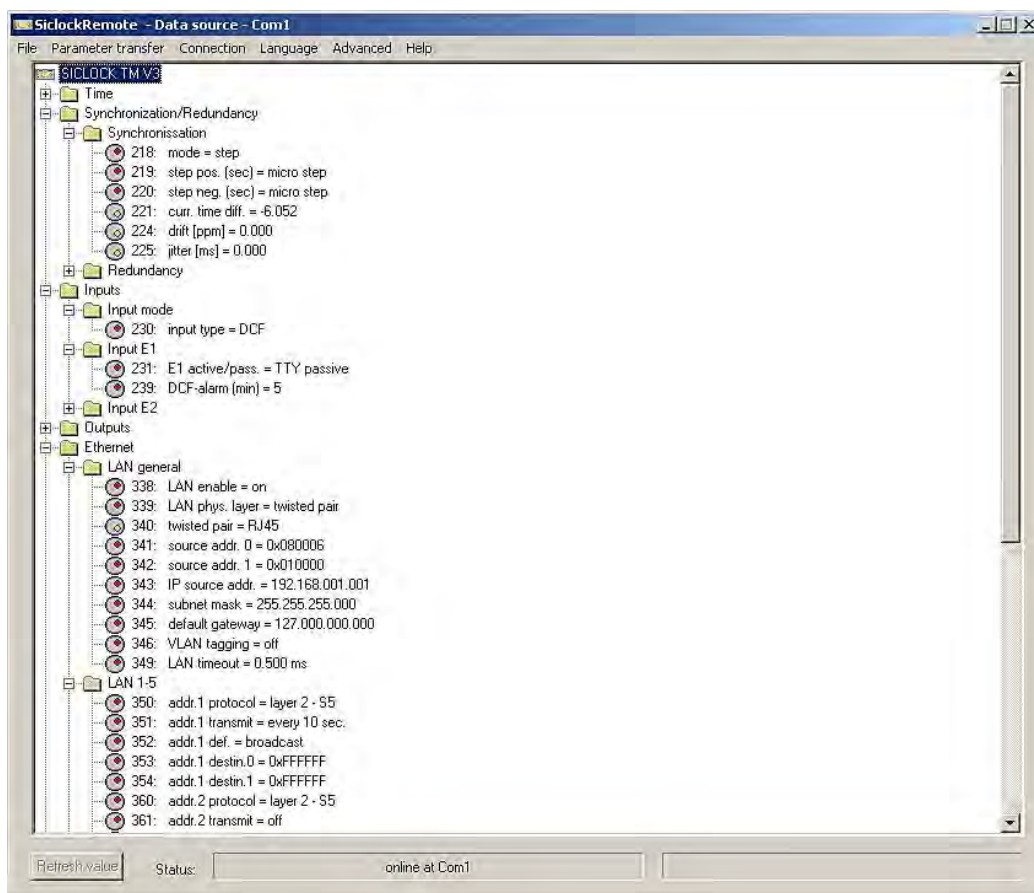 SiclockRemote - Data source - Com1
File Parameter transfer Connection Language Advanced Help
SICLOCK TM V3
Time
Synchronization/Redundancy
Synchronissation
218: mode = step
219: step pos. (sec) = micro step
220: step neg. (sec) = micro step
221: curr. time diff. = -6.052
224: drift [ppm] = 0.000
225: jitter [ms] = 0.000
Redundancy
Inputs
Input mode
230: input type = DCF
Input E1
231: E1 active/pass. = TTY passive
239: DCF-alarm (min) = 5
Input E2
Outputs
Ethernet
LAN general
338: LAN enable = on
339: LAN phys. layer = twisted pair
340: twisted pair = RJ45
341: source addr. 0 = 0x080006
342: source addr. 1 = 0x010000
343: IP source addr. = 192.168.001.001
344: subnet mask = 255.255.255.000
345: default gateway = 127.000.000.000
346: VLAN tagging = off
349: LAN timeout = 0.500 ms
LAN 1-5
350: addr.1 protocol = layer 2 - S5
351: addr.1 transmit = every 10 sec.
352: addr.1 def. = broadcast
353: addr.1 destin.0 = 0xFFFFFF
354: addr.1 destin.1 = 0xFFFFFF
360: addr.2 protocol = layer 2 - S5
361: addr.2 transmit = off
Refresh value Status: online at Com1